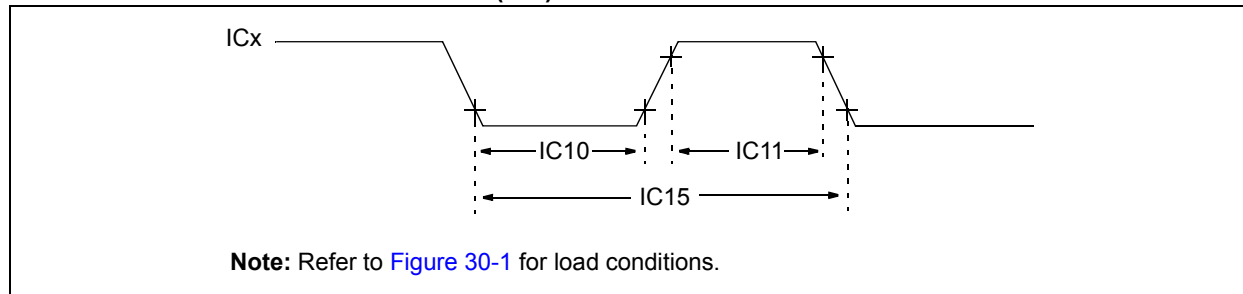 ICx
IC10
IC11
IC15
Note: Refer to Figure 30-1 for load conditions.